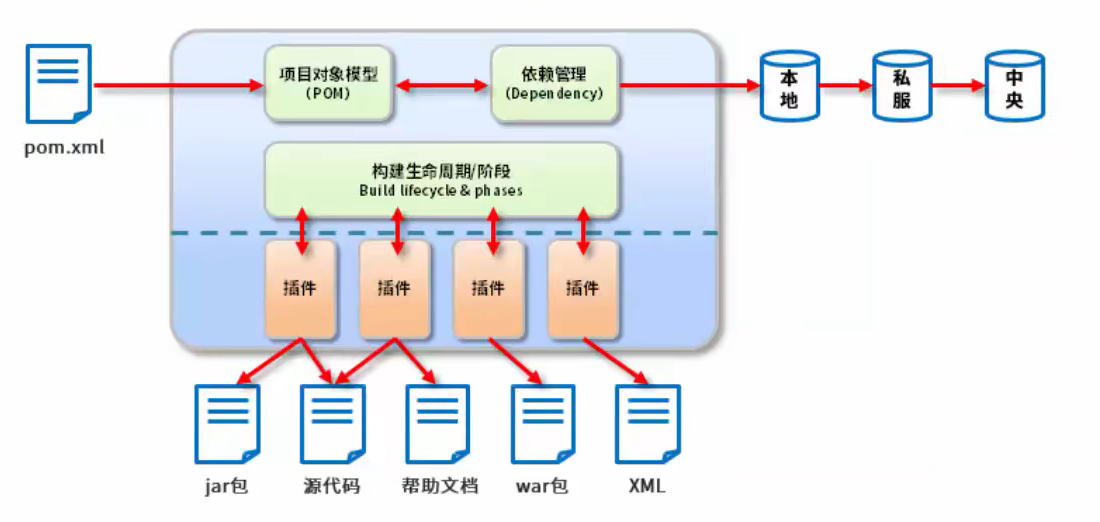 pom.xml
项目对象模型
(POM)
依赖管理
(Dependency)
本
地
私
服
中
央
构建生命周期/阶段
Build lifecycle & phases
插件
插件
插件
插件
jar包
源代码
帮助文档
war包
XML